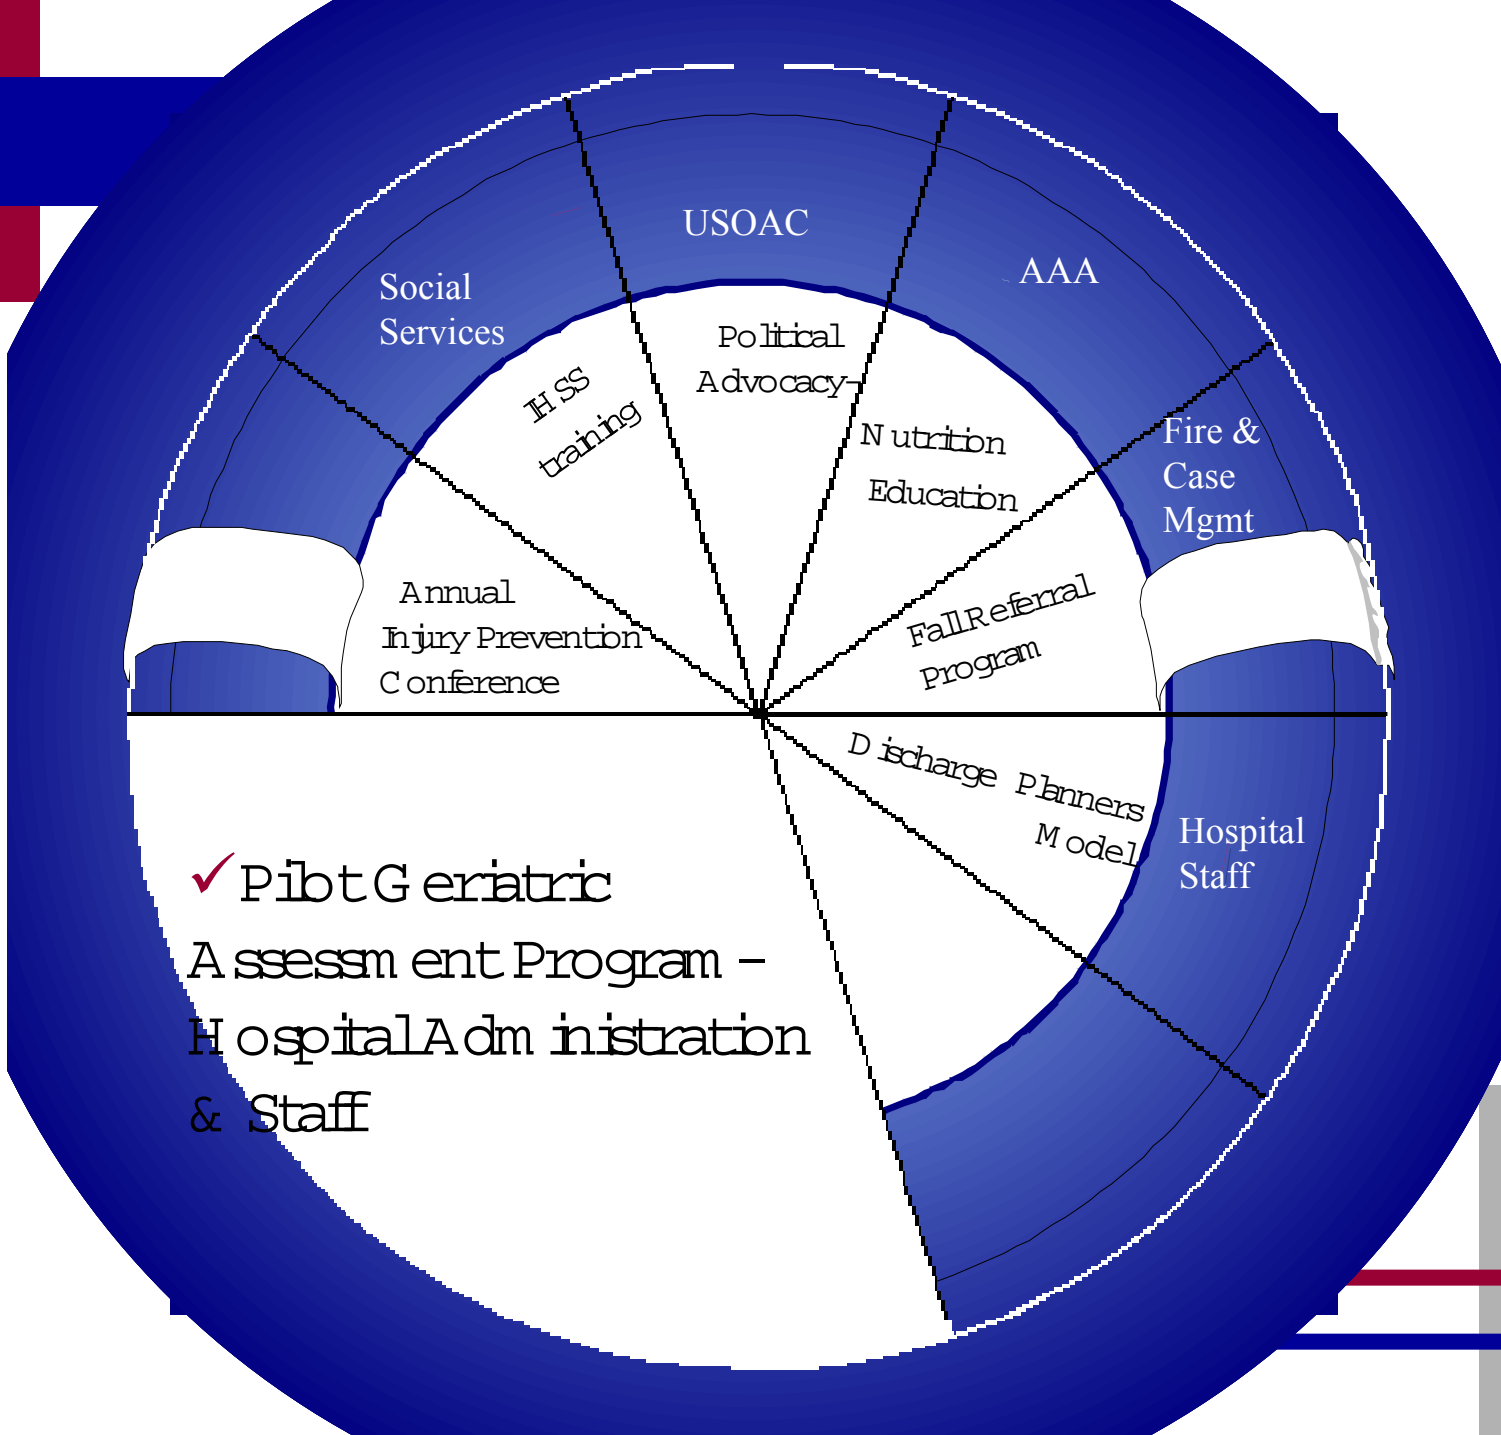 USOAC
AAA
Social
Services
Political
Advocacy-
IHSS
training
Nutrition
Education
Fire &
Case
Mgmt
Annual
Injury Prevention
Conference
Fall Referral
Program
Discharge Planners
Model
Hospital
Staff
✓Pilot Geriatric
Assessment Program -
Hospital Administration
& Staff